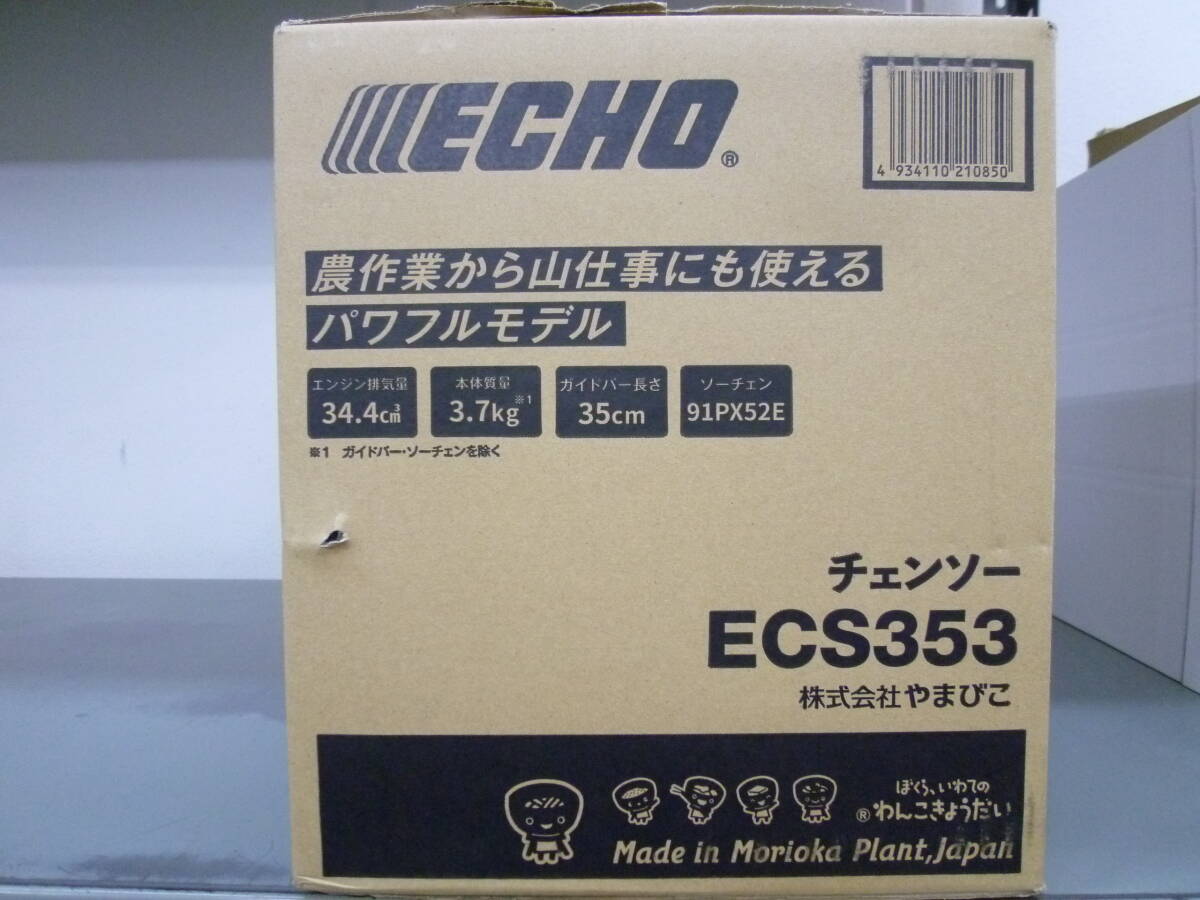 ECHO®
4 934110 210850
農作業から山仕事にも使える
パワフルモデル
エンジン排気量
34.4cm³
本体質量
3.7kg※1
ガイドバー長さ
35cm
ソーチェン
91PX52E
※1 ガイドバー・ソーチェンを除く
チェンソー
ECS353
株式会社やまびこ
ぼくら、いわての
®わんこきょうだい
Made in Morioka Plant,Japan